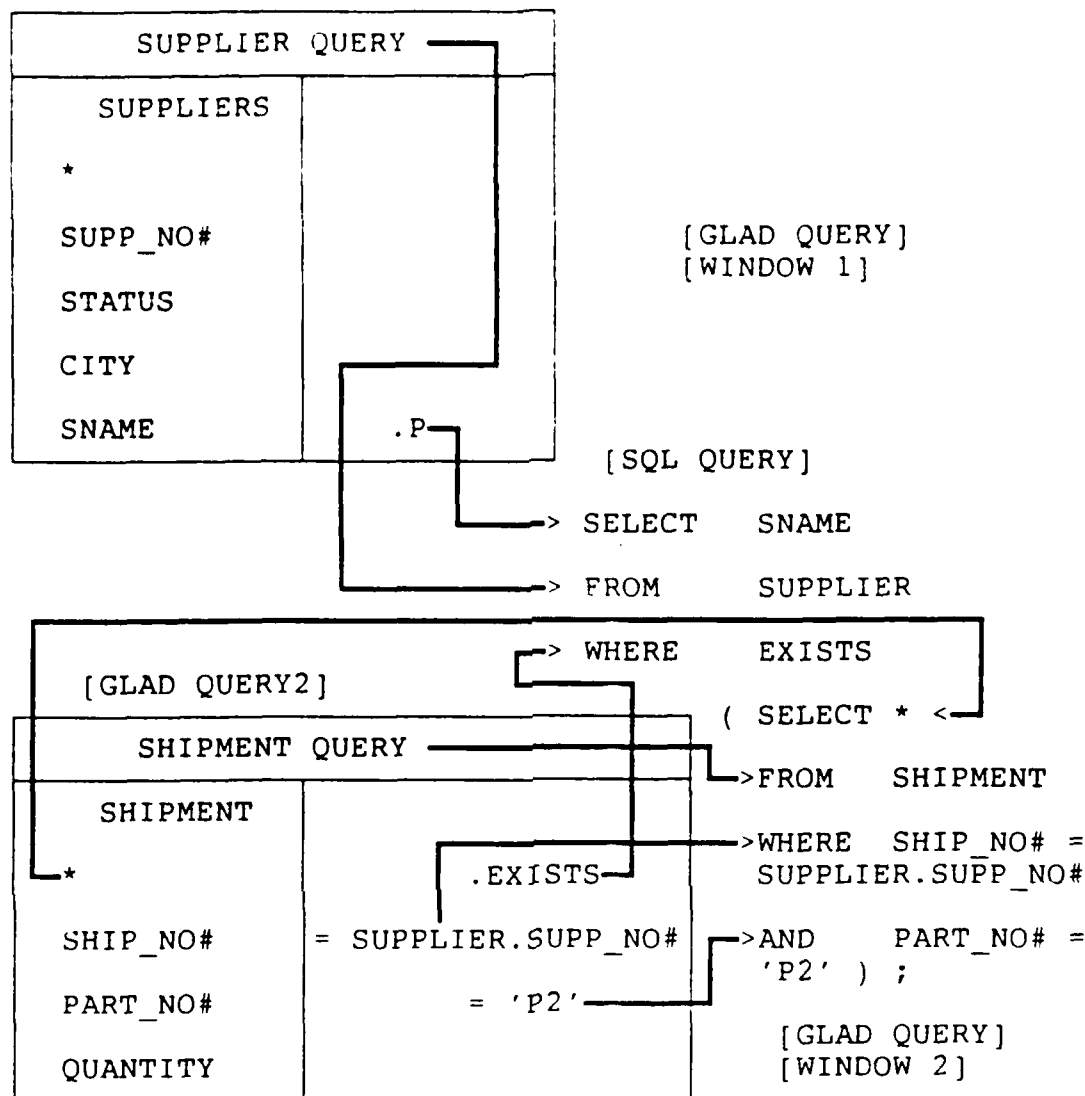 SUPPLIER QUERY
SUPPLIERS
*
SUPP_NO#
STATUS
CITY
SNAME .P
[GLAD QUERY]
[WINDOW 1]
[SQL QUERY]
> SELECT SNAME
> FROM SUPPLIER
> WHERE EXISTS
( SELECT * <
>FROM SHIPMENT
>WHERE SHIP_NO# =
SUPPLIER.SUPP_NO#
>AND PART_NO# =
'P2' ) ;
[GLAD QUERY2]
SHIPMENT QUERY
SHIPMENT
* .EXISTS
SHIP_NO# = SUPPLIER.SUPP_NO#
PART_NO# = 'P2'
QUANTITY
[GLAD QUERY]
[WINDOW 2]